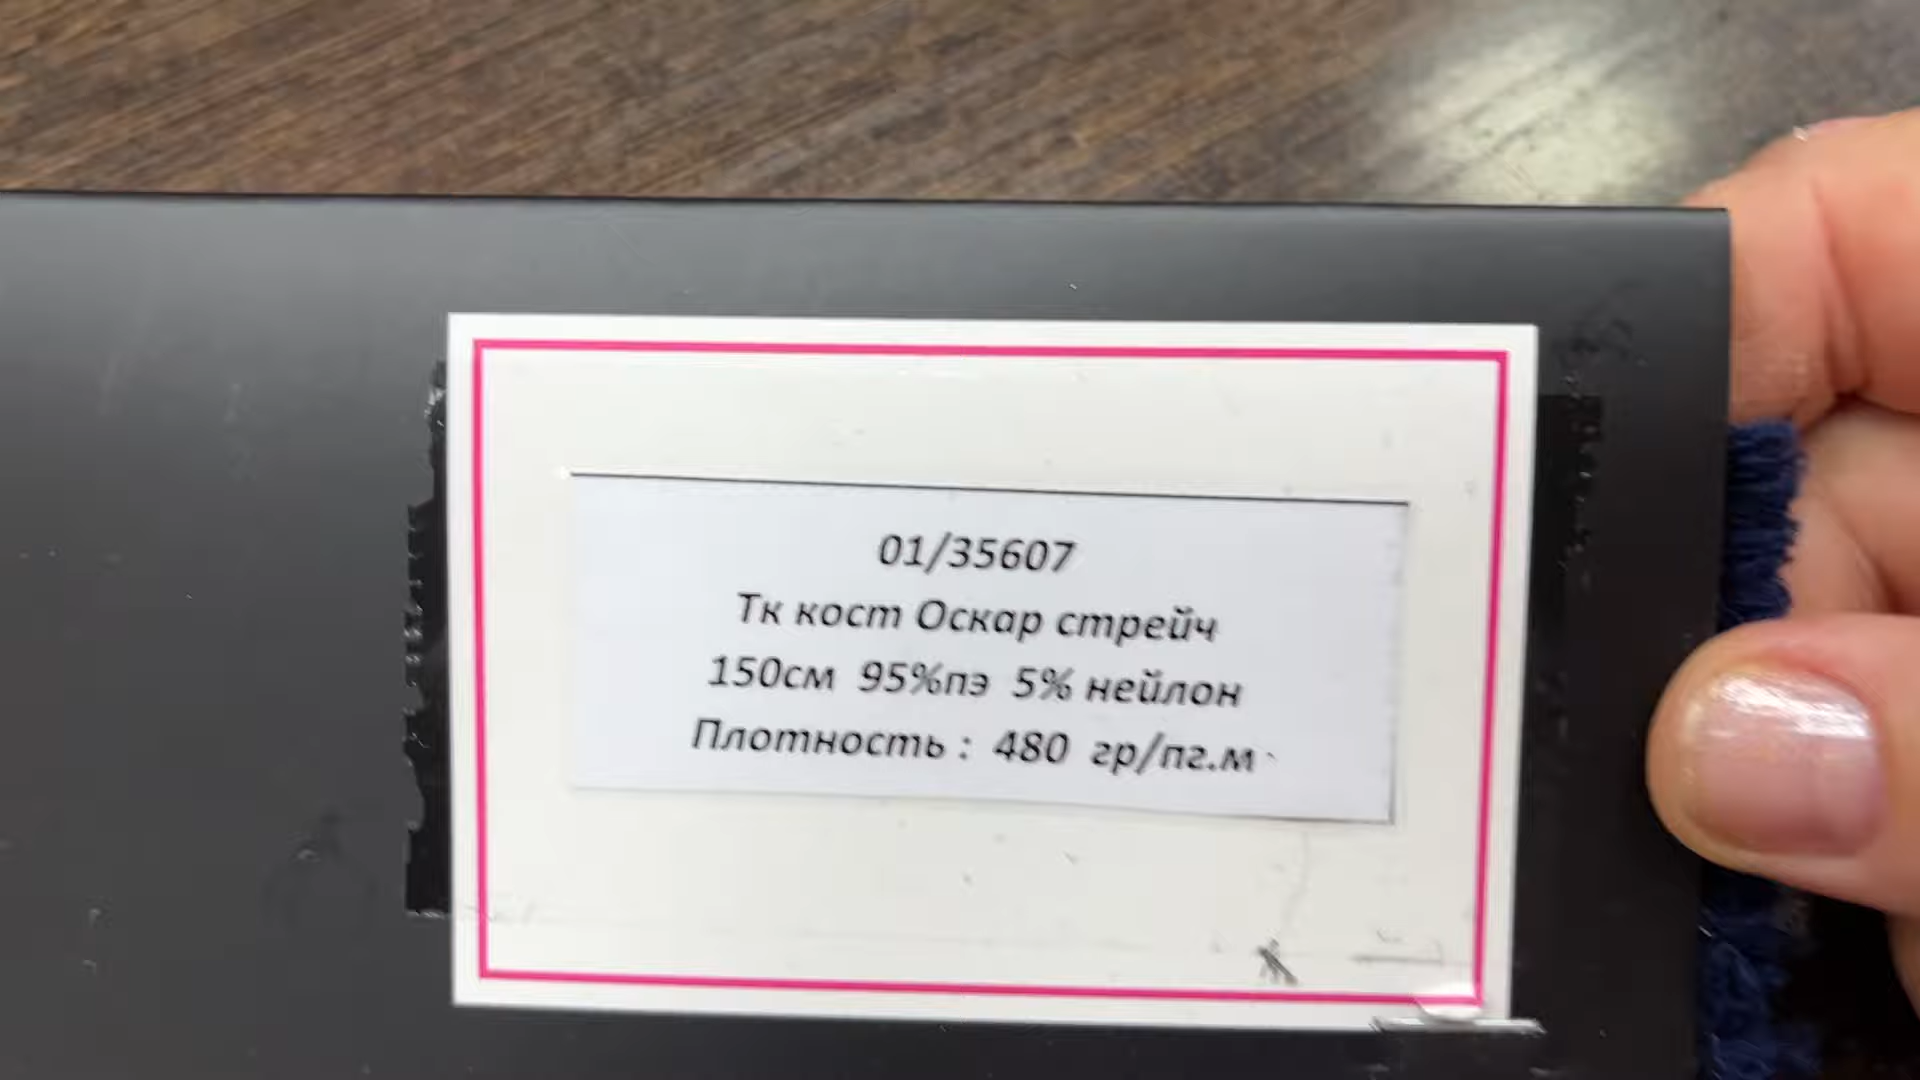 01/35607
Тк кост Оскар стрейч
150см 95%пэ 5% нейлон
Плотность : 480 гр/пг.м